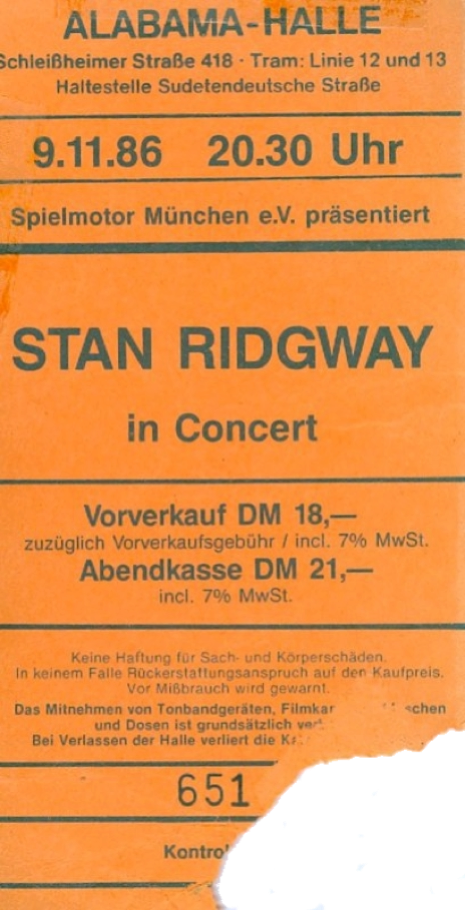 ALABAMA-HALLE
Schleißheimer Straße 418 · Tram: Linie 12 und 13
Haltestelle Sudetendeutsche Straße
9.11.86 20.30 Uhr
Spielmotor München e.V. präsentiert
STAN RIDGWAY
in Concert
Vorverkauf DM 18,—
zuzüglich Vorverkaufsgebühr / incl. 7% MwSt.
Abendkasse DM 21,—
incl. 7% MwSt.
Keine Haftung für Sach- und Körperschäden.
In keinem Falle Rückerstattungsanspruch auf den Kaufpreis.
Vor Mißbrauch wird gewarnt.
Das Mitnehmen von Tonbandgeräten,
und Dosen ist grundsätzlich
Bei Verlassen der Halle verliert die
651